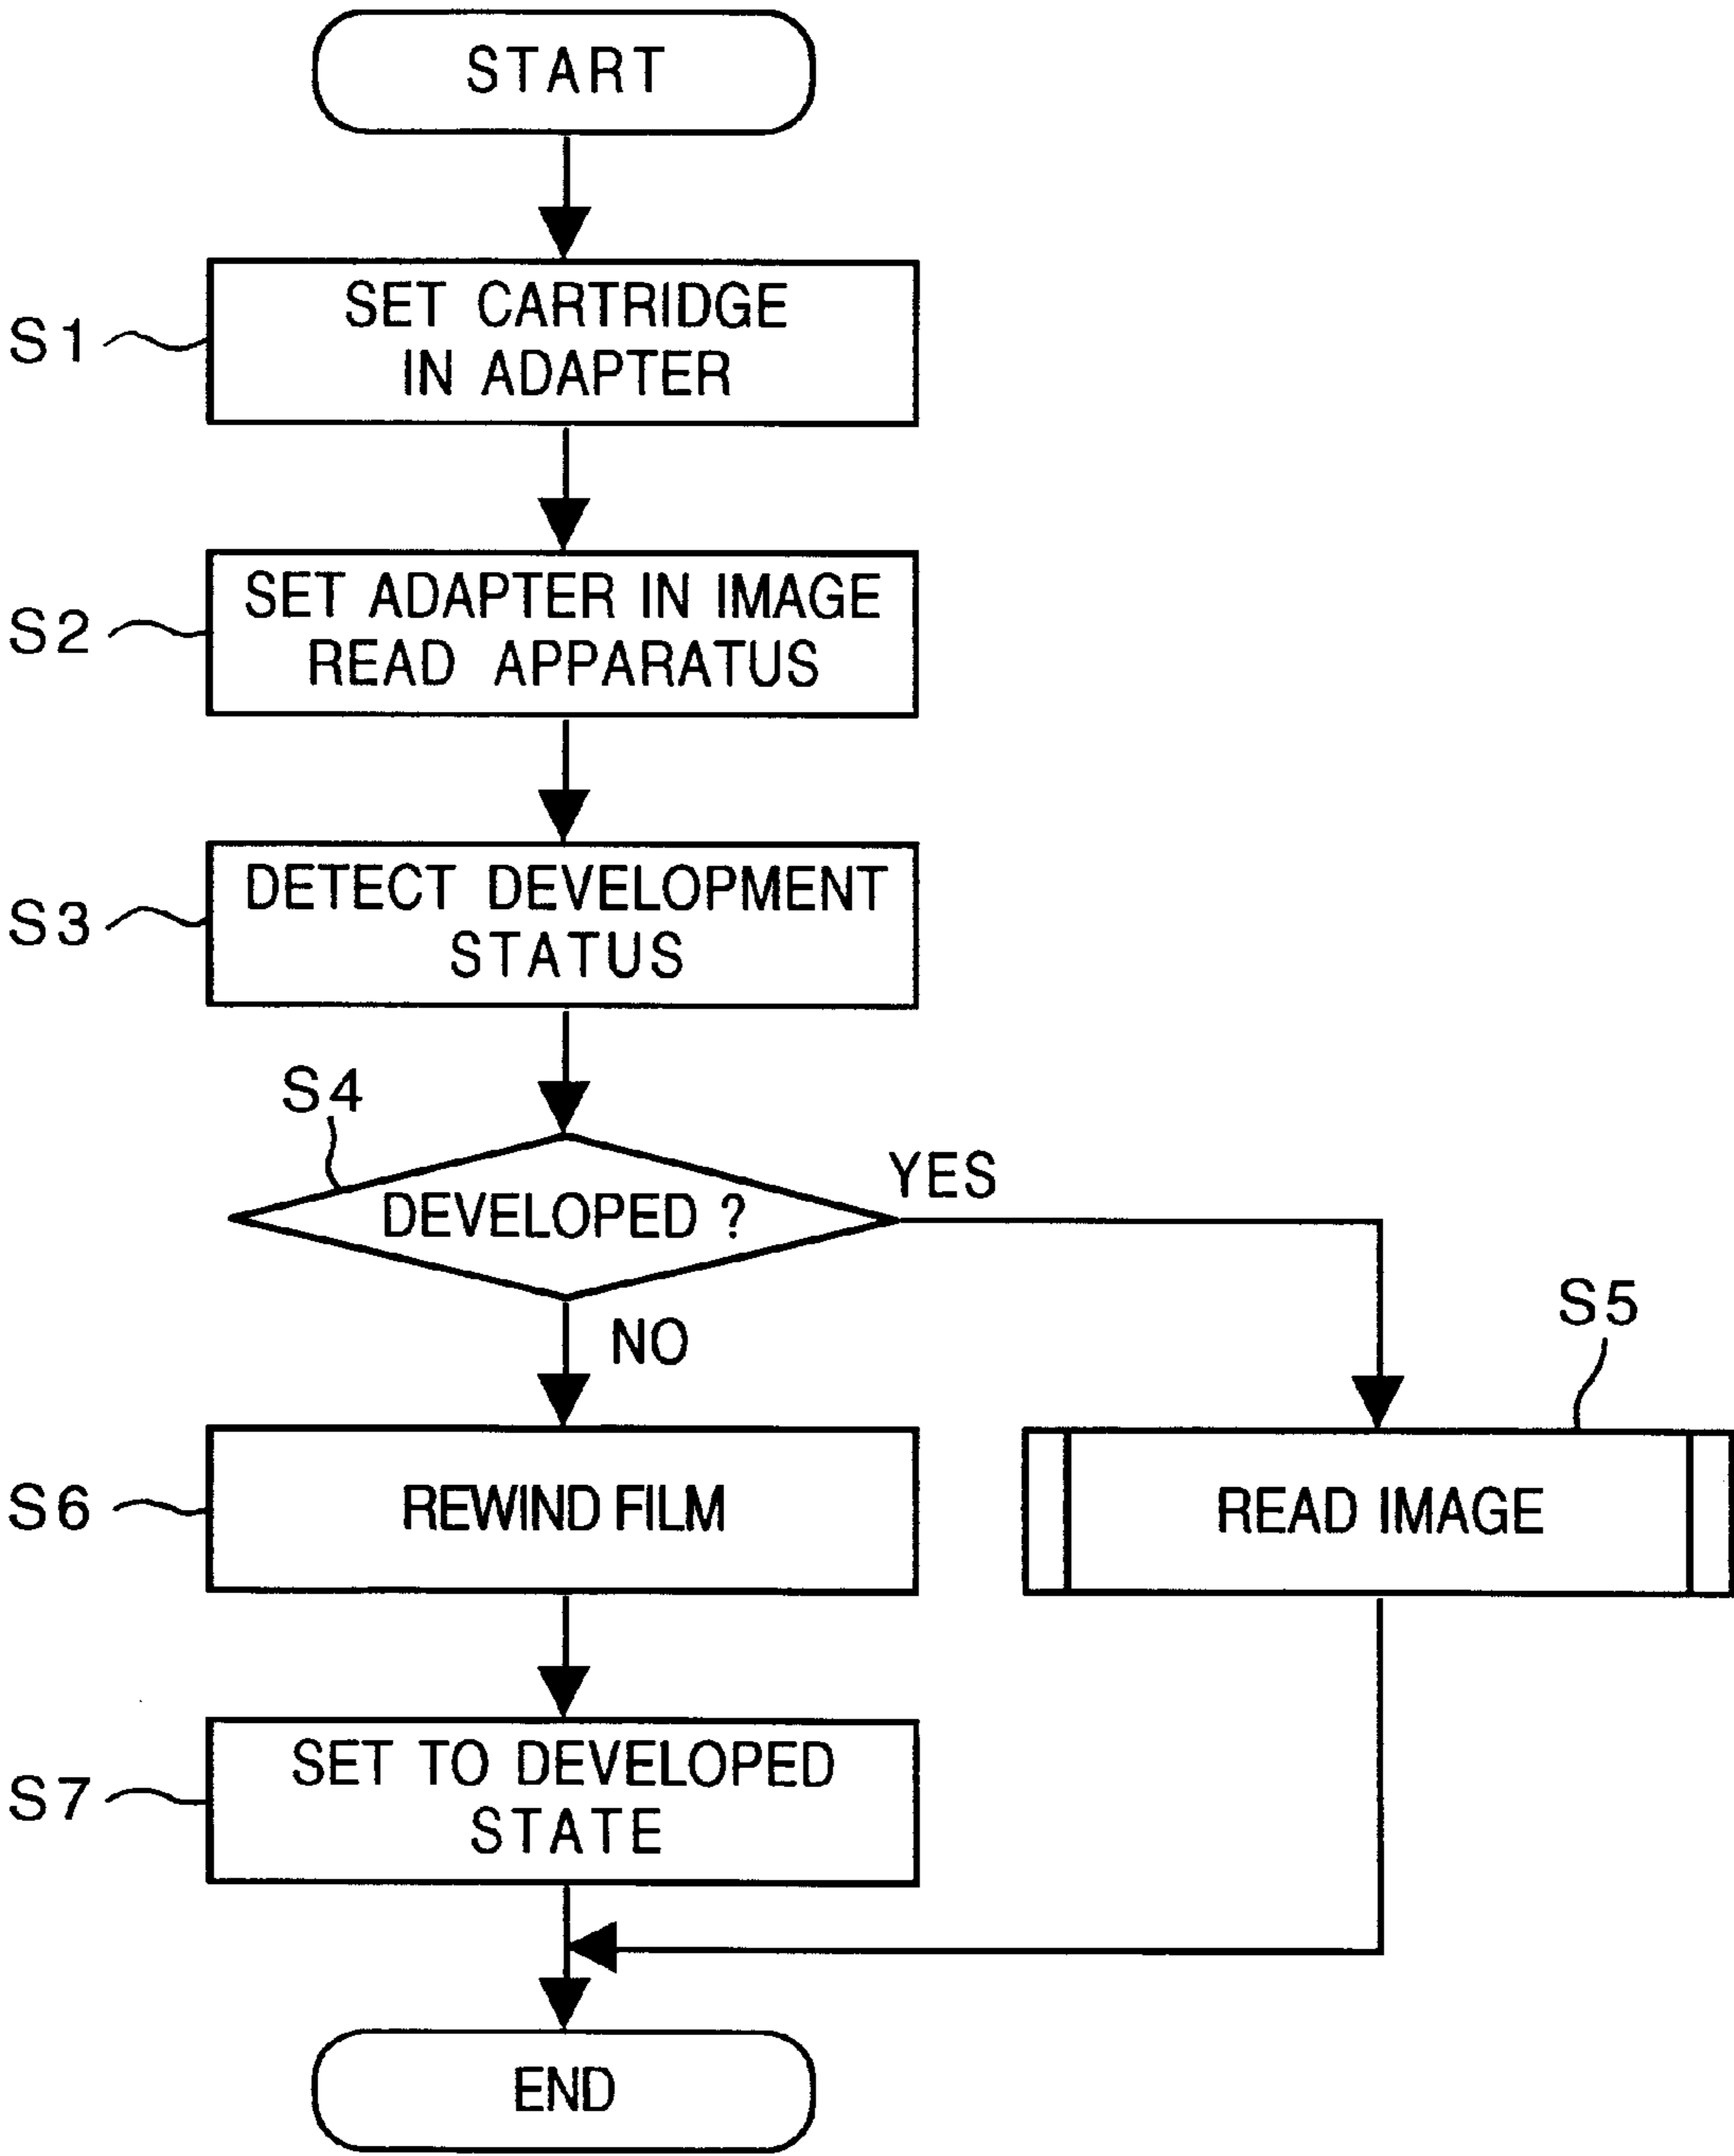 START
S1
SET CARTRIDGE
IN ADAPTER
S2
SET ADAPTER IN IMAGE
READ APPARATUS
S3
DETECT DEVELOPMENT
STATUS
S4
DEVELOPED ?
YES
NO
S5
S6
REWIND FILM
READ IMAGE
S7
SET TO DEVELOPED
STATE
END